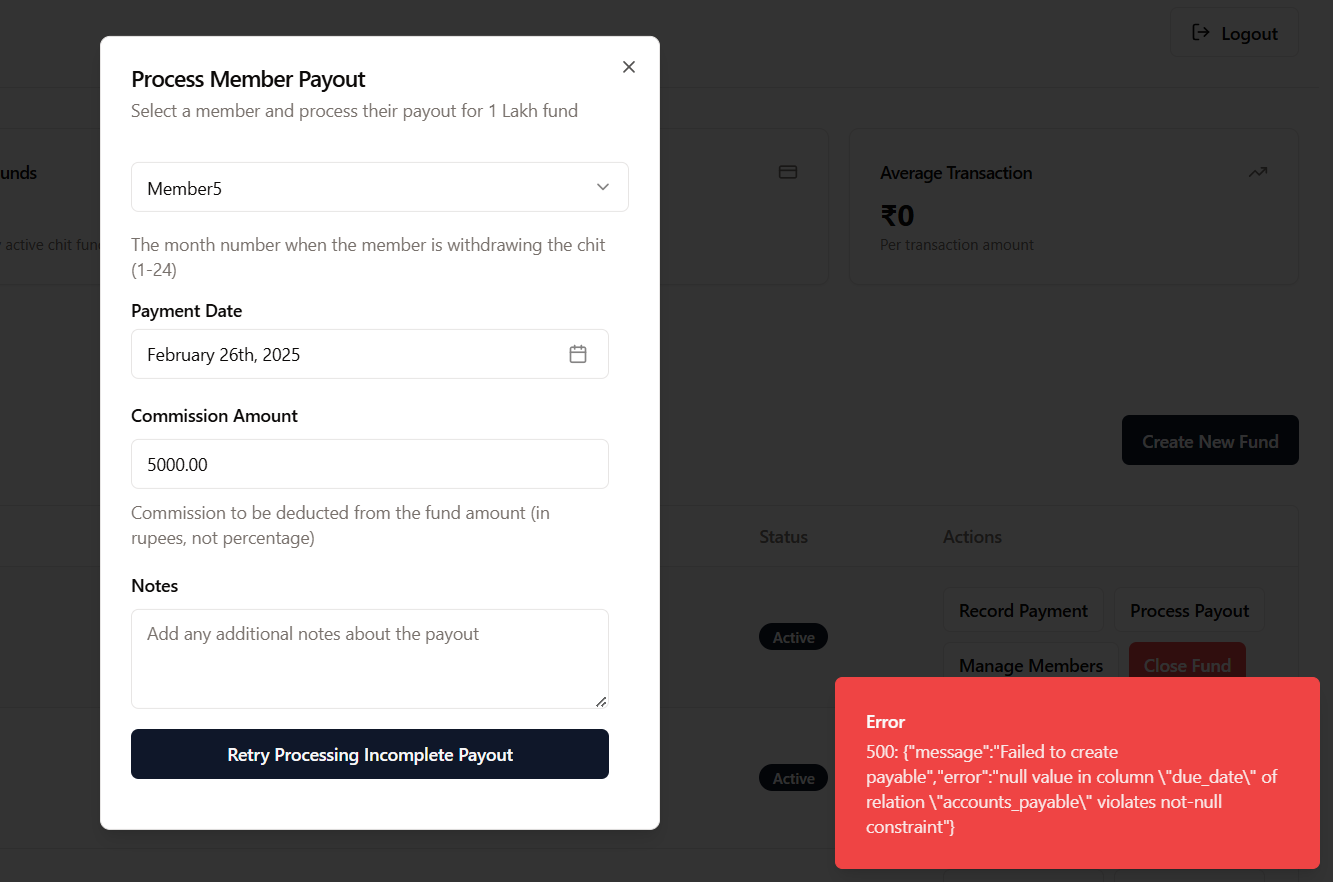 Logout
Process Member Payout
Select a member and process their payout for 1 Lakh fund
Member5
The month number when the member is withdrawing the chit
(1-24)
Payment Date
February 26th, 2025
Commission Amount
5000.00
Commission to be deducted from the fund amount (in
rupees, not percentage)
Notes
Add any additional notes about the payout
Retry Processing Incomplete Payout
unds
active chit fun
Average Transaction
₹0
Per transaction amount
Create New Fund
Status
Actions
Active
Record Payment
Process Payout
Manage Members
Close Fund
Active
Error
500: {"message":"Failed to create
payable","error":"null value in column \"due_date\" of
relation \"accounts_payable\" violates not-null
constraint"}